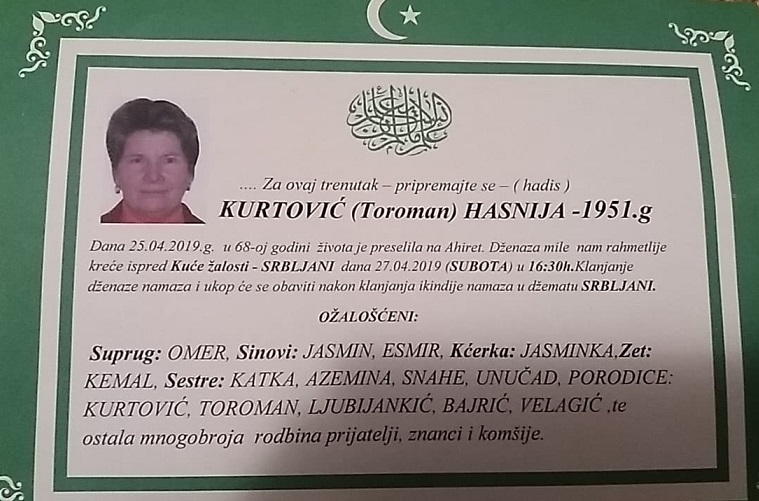 .... Za ovaj trenutak – pripremajte se – ( hadis )
KURTOVIĆ (Toroman) HASNIJA -1951.g
Dana 25.04.2019.g. u 68-oj godini života je preselila na Ahiret. Dženaza mile nam rahmetlije
kreće ispred Kuće žalosti - SRBLJANI dana 27.04.2019 (SUBOTA) u 16:30h.Klanjanje
dženaze namaza i ukop će se obaviti nakon klanjanja ikindije namaza u džematu SRBLJANI.
OŽALOŠĆENI:
Suprug: OMER, Sinovi: JASMIN, ESMIR, Kćerka: JASMINKA,Zet:
KEMAL, Sestre: KATKA, AZEMINA, SNAHE, UNUČAD, PORODICE:
KURTOVIĆ, TOROMAN, LJUBIJANKIĆ, BAJRIĆ, VELAGIĆ ,te
ostala mnogobroja rodbina prijatelji, znanci i komšije.